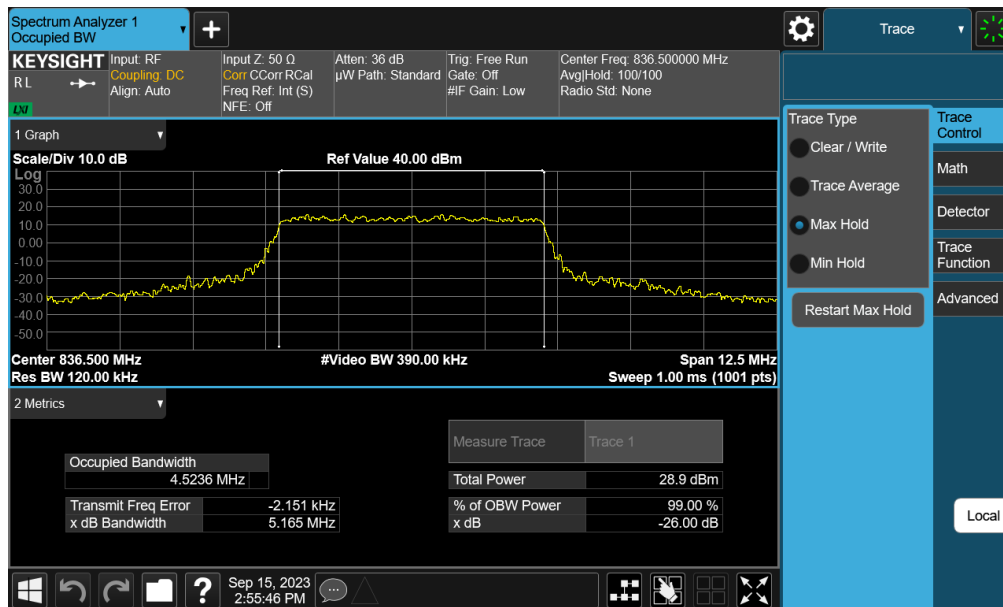 Spectrum Analyzer 1
Occupied BW
+
Trace
KEYSIGHT
R L
LXI
Input: RF
Coupling: DC
Align: Auto
Input Z: 50 Ω
Corr CCorr RCal
Freq Ref: Int (S)
NFE: Off
Atten: 36 dB
µW Path: Standard
Trig: Free Run
Gate: Off
#IF Gain: Low
Center Freq: 836.500000 MHz
Avg|Hold: 100/100
Radio Std: None
1 Graph
Scale/Div 10.0 dB
Ref Value 40.00 dBm
Log
30.0
20.0
10.0
0.00
-10.0
-20.0
-30.0
-40.0
-50.0
Center 836.500 MHz
#Video BW 390.00 kHz
Span 12.5 MHz
Res BW 120.00 kHz
Sweep 1.00 ms (1001 pts)
2 Metrics
Measure Trace
Trace 1
Occupied Bandwidth
4.5236 MHz
Total Power
28.9 dBm
Transmit Freq Error
-2.151 kHz
% of OBW Power
99.00 %
x dB Bandwidth
5.165 MHz
x dB
-26.00 dB
Trace Type
Clear / Write
Trace Average
Max Hold
Min Hold
Restart Max Hold
Trace
Control
Math
Detector
Trace
Function
Advanced
Local
?
Sep 15, 2023
2:55:46 PM